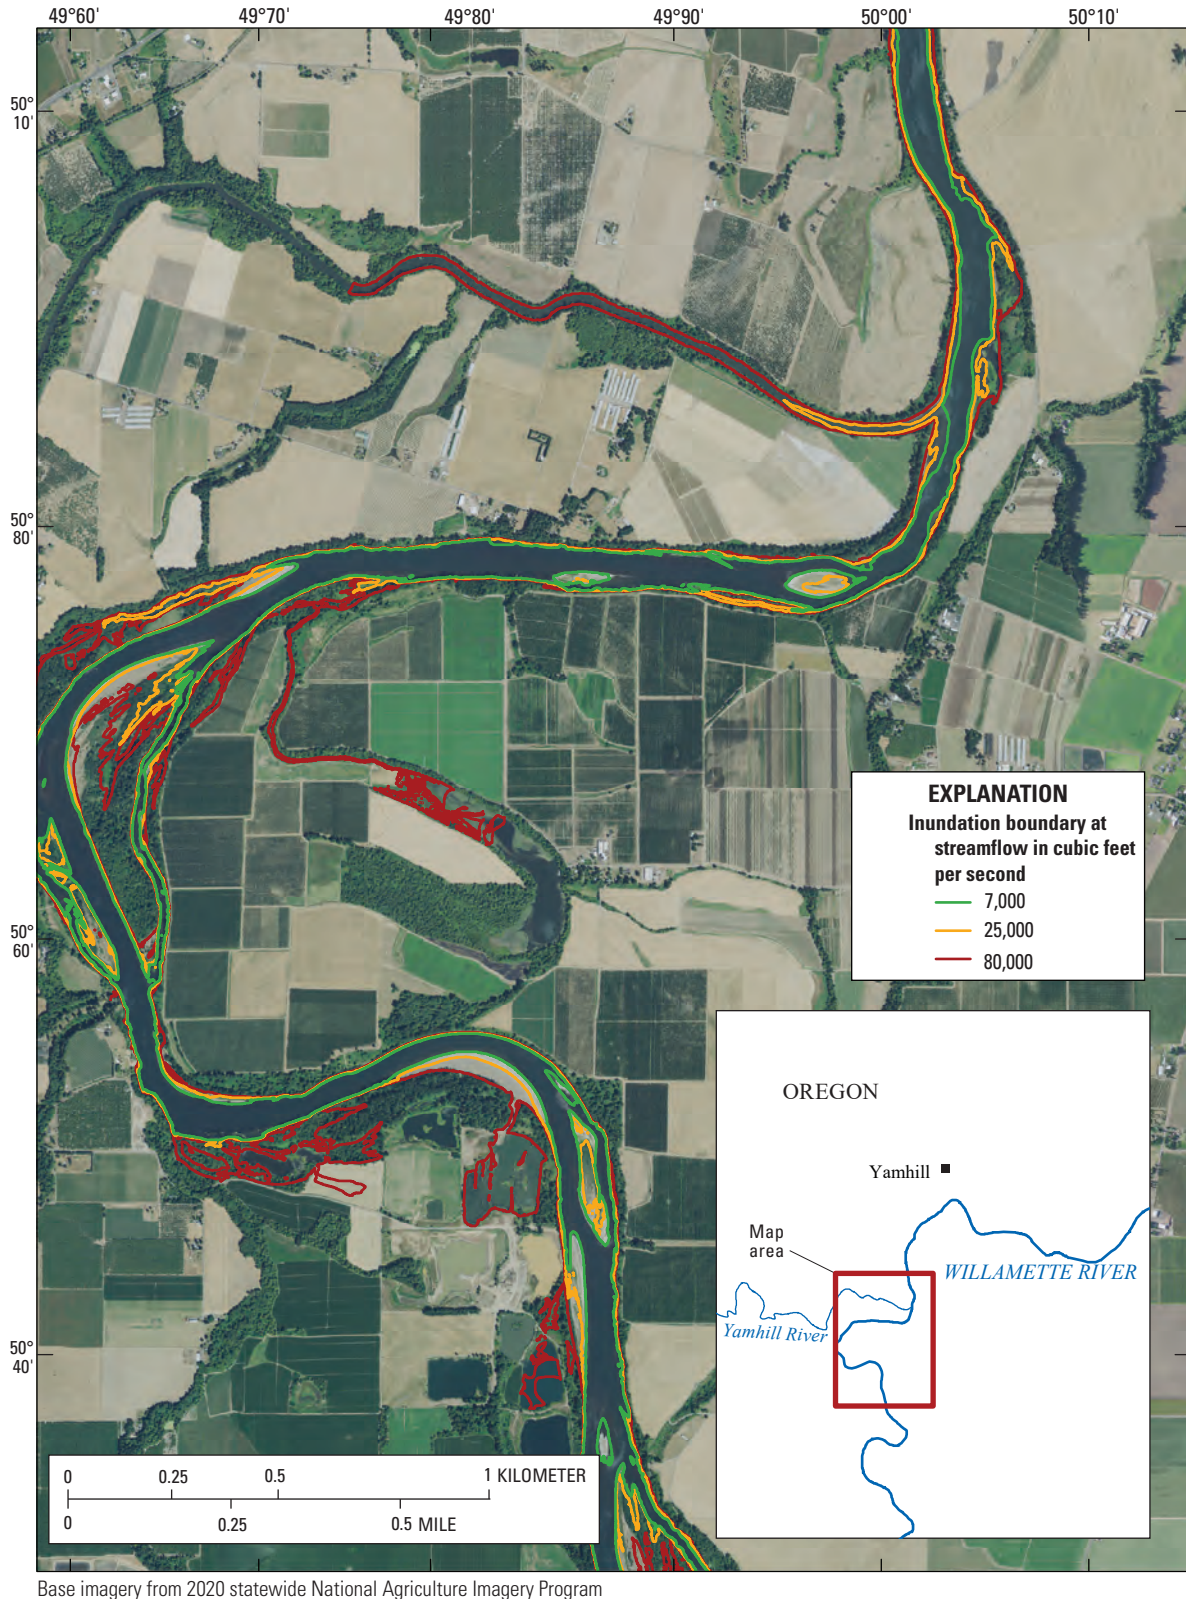 49°60' 49°70' 49°80' 49°90' 50°00' 50°10'
50°
10'
50°
80'
50°
60'
50°
40'
EXPLANATION
Inundation boundary at
streamflow in cubic feet
per second
7,000
25,000
80,000
OREGON
Yamhill
Map
area
WILLAMETTE RIVER
Yamhill River
0 0.25 0.5 1 KILOMETER
0 0.25 0.5 MILE
Base imagery from 2020 statewide National Agriculture Imagery Program